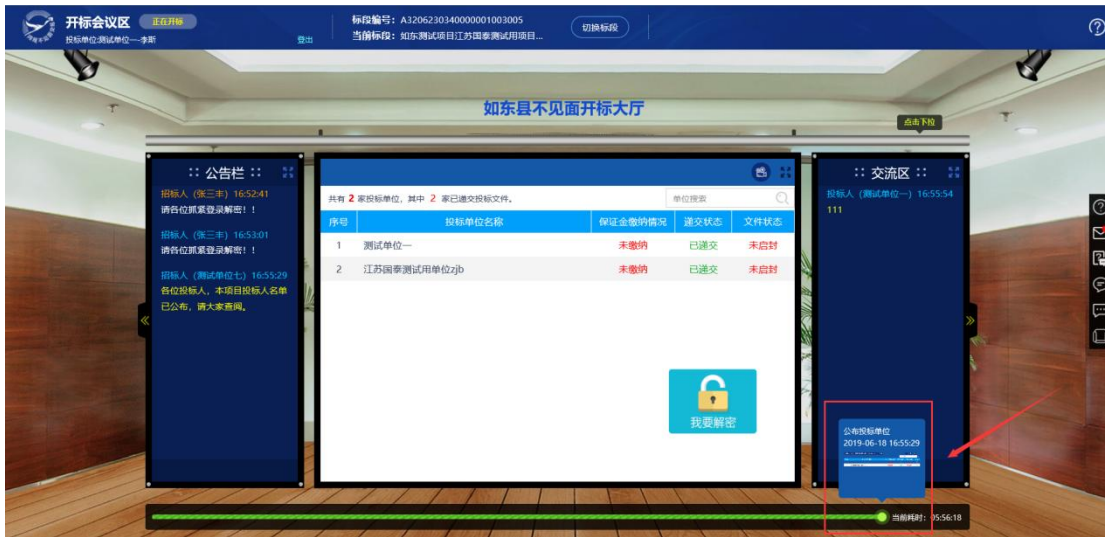 开标会议区 正在开标
投标单位:测试单位一-李斯 登出
标段编号：A3206230340000001003005
当前标段：如东测试项目江苏国泰测试用项目...
切换标段
如东县不见面开标大厅
点击下拉
:: 公告栏 ::
招标人（张三丰）16:52:41
请各位抓紧登录解密！！
招标人（张三丰）16:53:01
请各位抓紧登录解密！！
招标人（测试单位七）16:55:29
各位投标人，本项目投标人名单
已公布，请大家查阅。
共有 2 家投标单位，其中 2 家已递交投标文件。 单位搜索
序号 投标单位名称 保证金缴纳情况 递交状态 文件状态
1 测试单位一 未缴纳 已递交 未启封
2 江苏国泰测试用单位zjb 未缴纳 已递交 未启封
我要解密
:: 交流区 ::
投标人（测试单位一）16:55:54
111
公布投标单位
2019-06-18 16:55:29
当前耗时：05:56:18